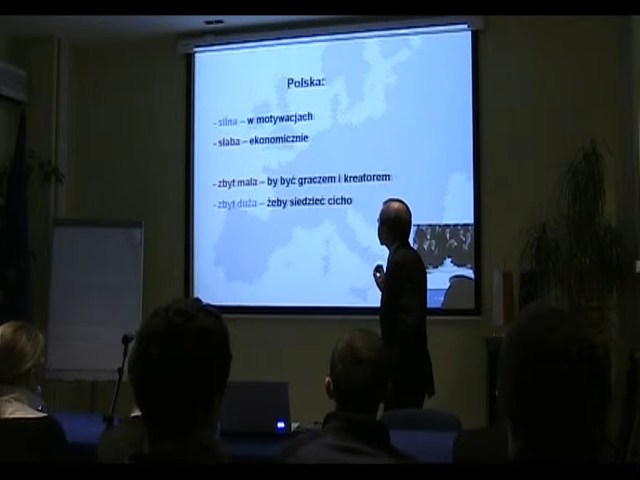 Polska:
- silna – w motywacjach
- słaba – ekonomicznie
- zbyt mała – by być graczem i kreatorem
- zbyt duża – żeby siedzieć cicho